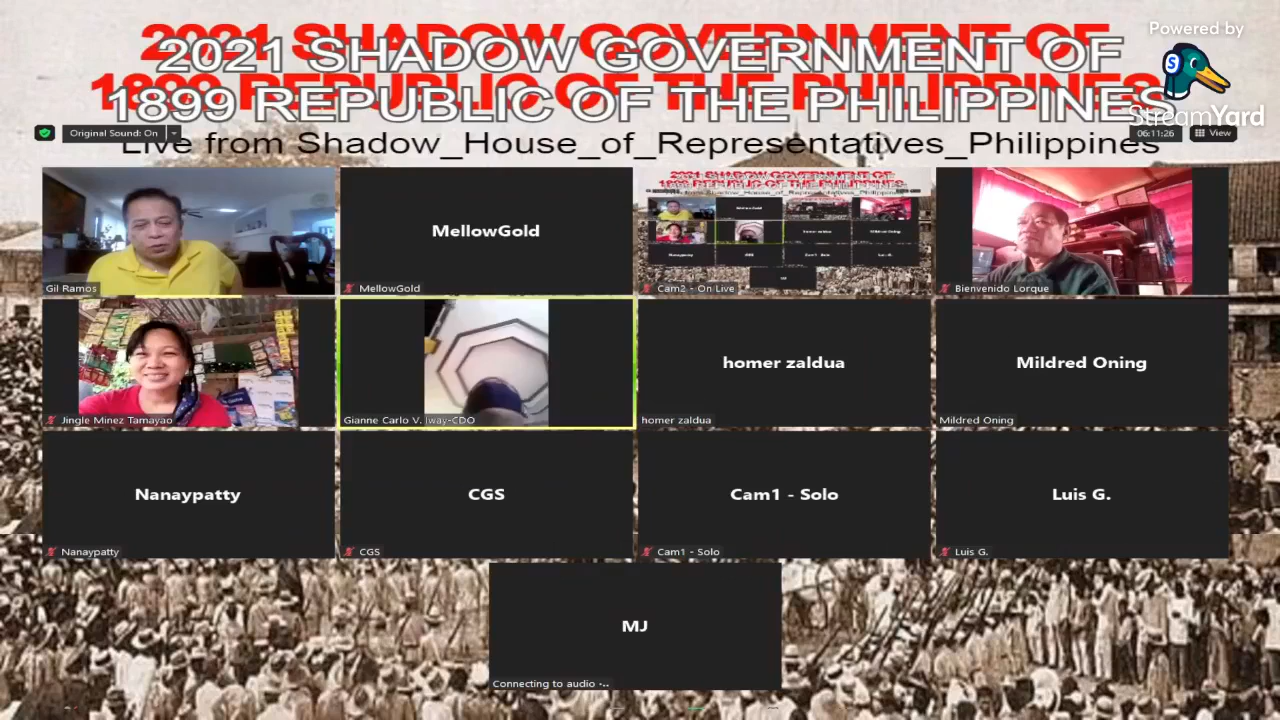 2021 SHADOW GOVERNMENT OF
1899 REPUBLIC OF THE PHILIPPINES
Live from Shadow_House_of_Representatives_Philippines
Powered by
StreamYard
Original Sound: On
06:11:26
View
Gil Ramos
MellowGold
MellowGold
Cam2 - On Live
Bienvenido Lorque
Jingle Minez Tamayao
Gianne Carlo V. Iway-CDO
homer zaldua
homer zaldua
Mildred Oning
Mildred Oning
Nanaypatty
Nanaypatty
CGS
CGS
Cam1 - Solo
Cam1 - Solo
Luis G.
Luis G.
MJ
Connecting to audio ·..